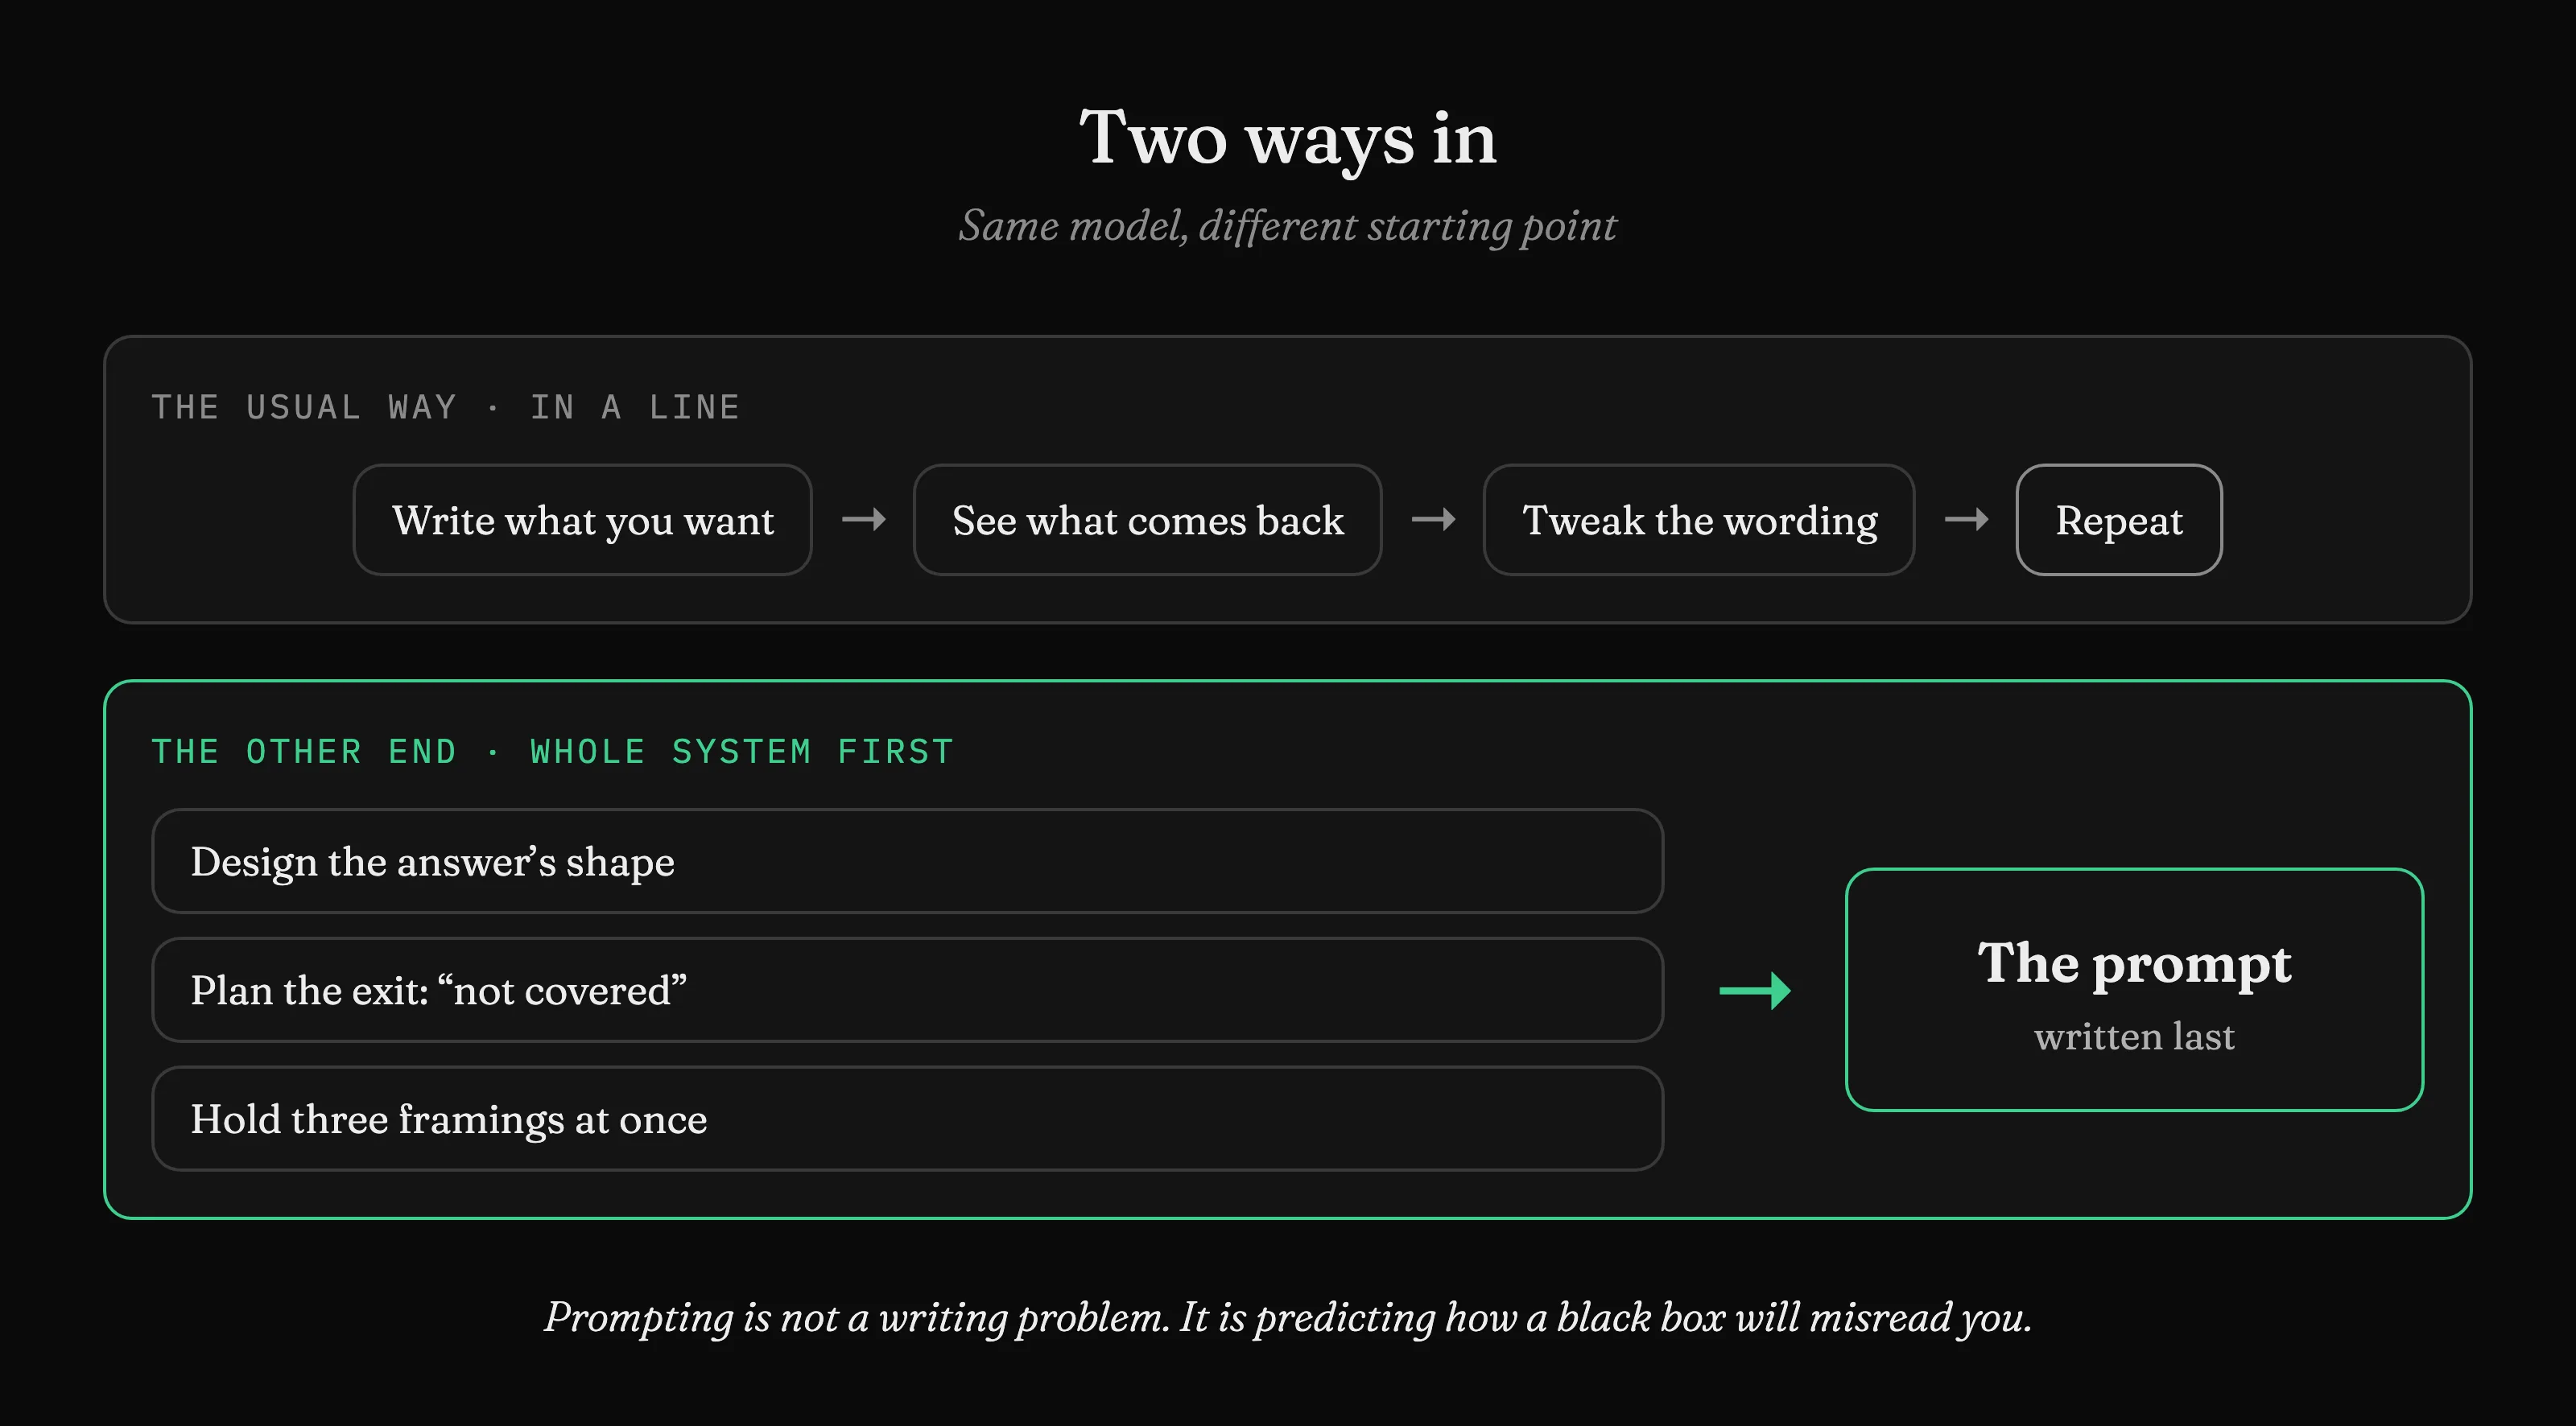 Two ways in
Same model, different starting point
THE USUAL WAY · IN A LINE
Write what you want → See what comes back → Tweak the wording → Repeat
THE OTHER END · WHOLE SYSTEM FIRST
Design the answer’s shape
Plan the exit: “not covered”
Hold three framings at once
→
The prompt
written last
Prompting is not a writing problem. It is predicting how a black box will misread you.